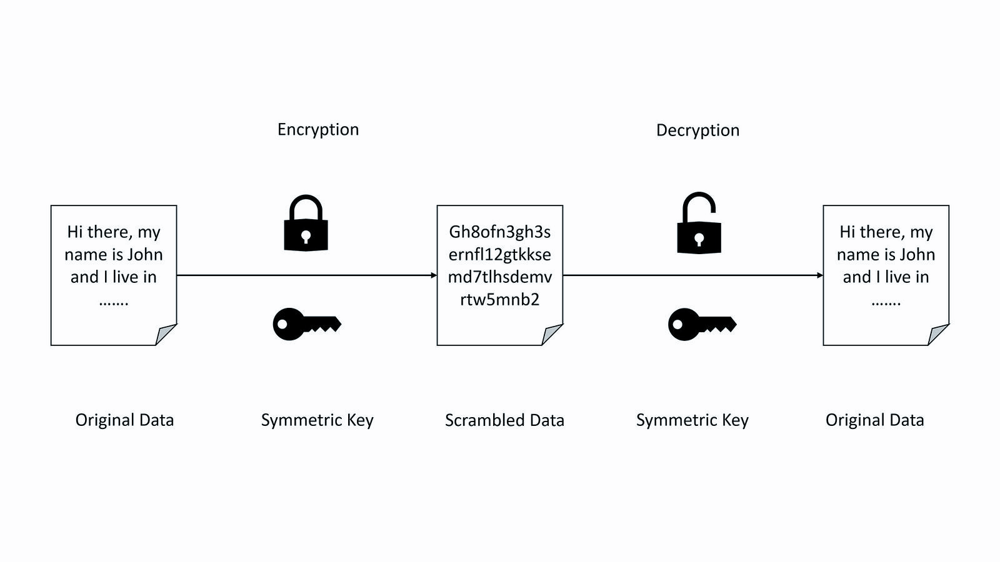 Encryption
Decryption
Hi there, my
name is John
and I live in
.......
Gh8ofn3gh3s
ernfl12gtkkse
md7tlhsdemv
rtw5mnb2
Hi there, my
name is John
and I live in
.......
Original Data
Symmetric Key
Scrambled Data
Symmetric Key
Original Data